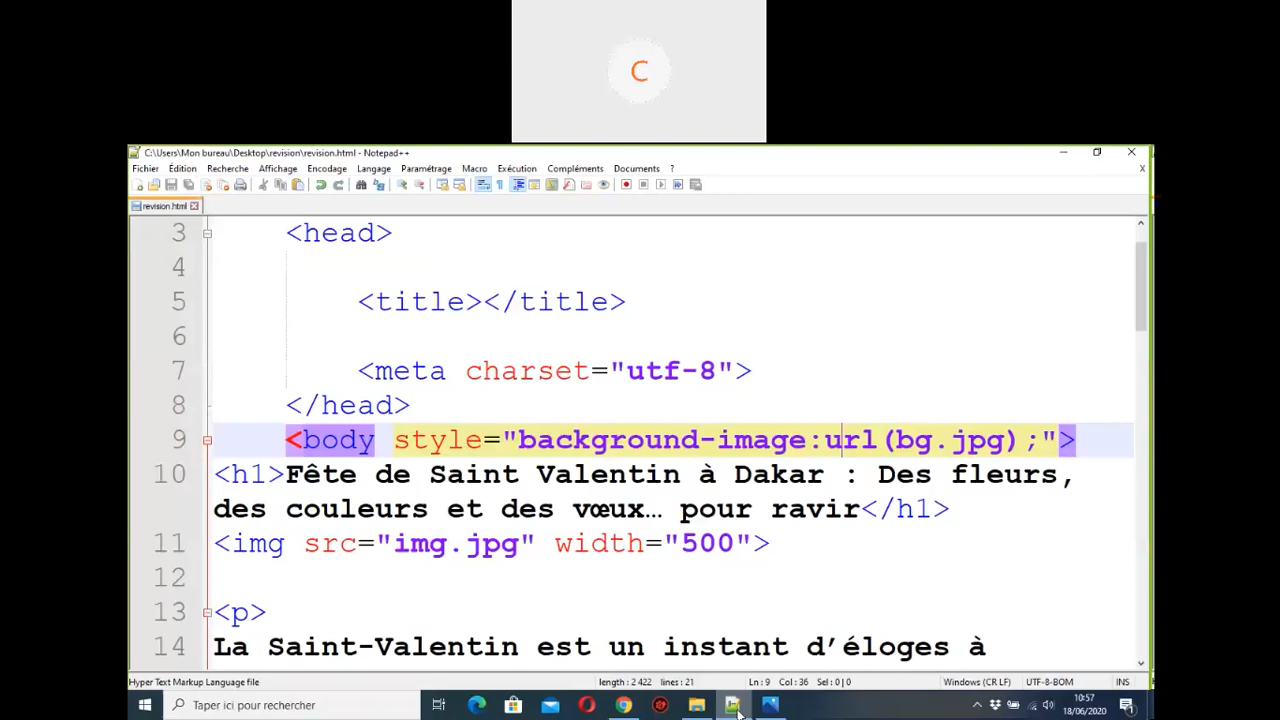 C
C:\Users\Mon bureau\Desktop\revision\revision.html - Notepad++
Fichier Édition Recherche Affichage Encodage Langage Paramétrage Macro Exécution Compléments Documents ? X
revision.html
3 <head>
4
5 <title></title>
6
7 <meta charset="utf-8">
8 </head>
9 <body style="background-image:url(bg.jpg);">
10 <h1>Fête de Saint Valentin à Dakar : Des fleurs,
des couleurs et des vœux… pour ravir</h1>
11 <img src="img.jpg" width="500">
12
13 <p>
14 La Saint-Valentin est un instant d’éloges à
Hyper Text Markup Language file length : 2 422 lines : 21 Ln : 9 Col : 36 Sel : 0 | 0 Windows (CR LF) UTF-8-BOM INS
Taper ici pour rechercher
10:57
18/06/2020